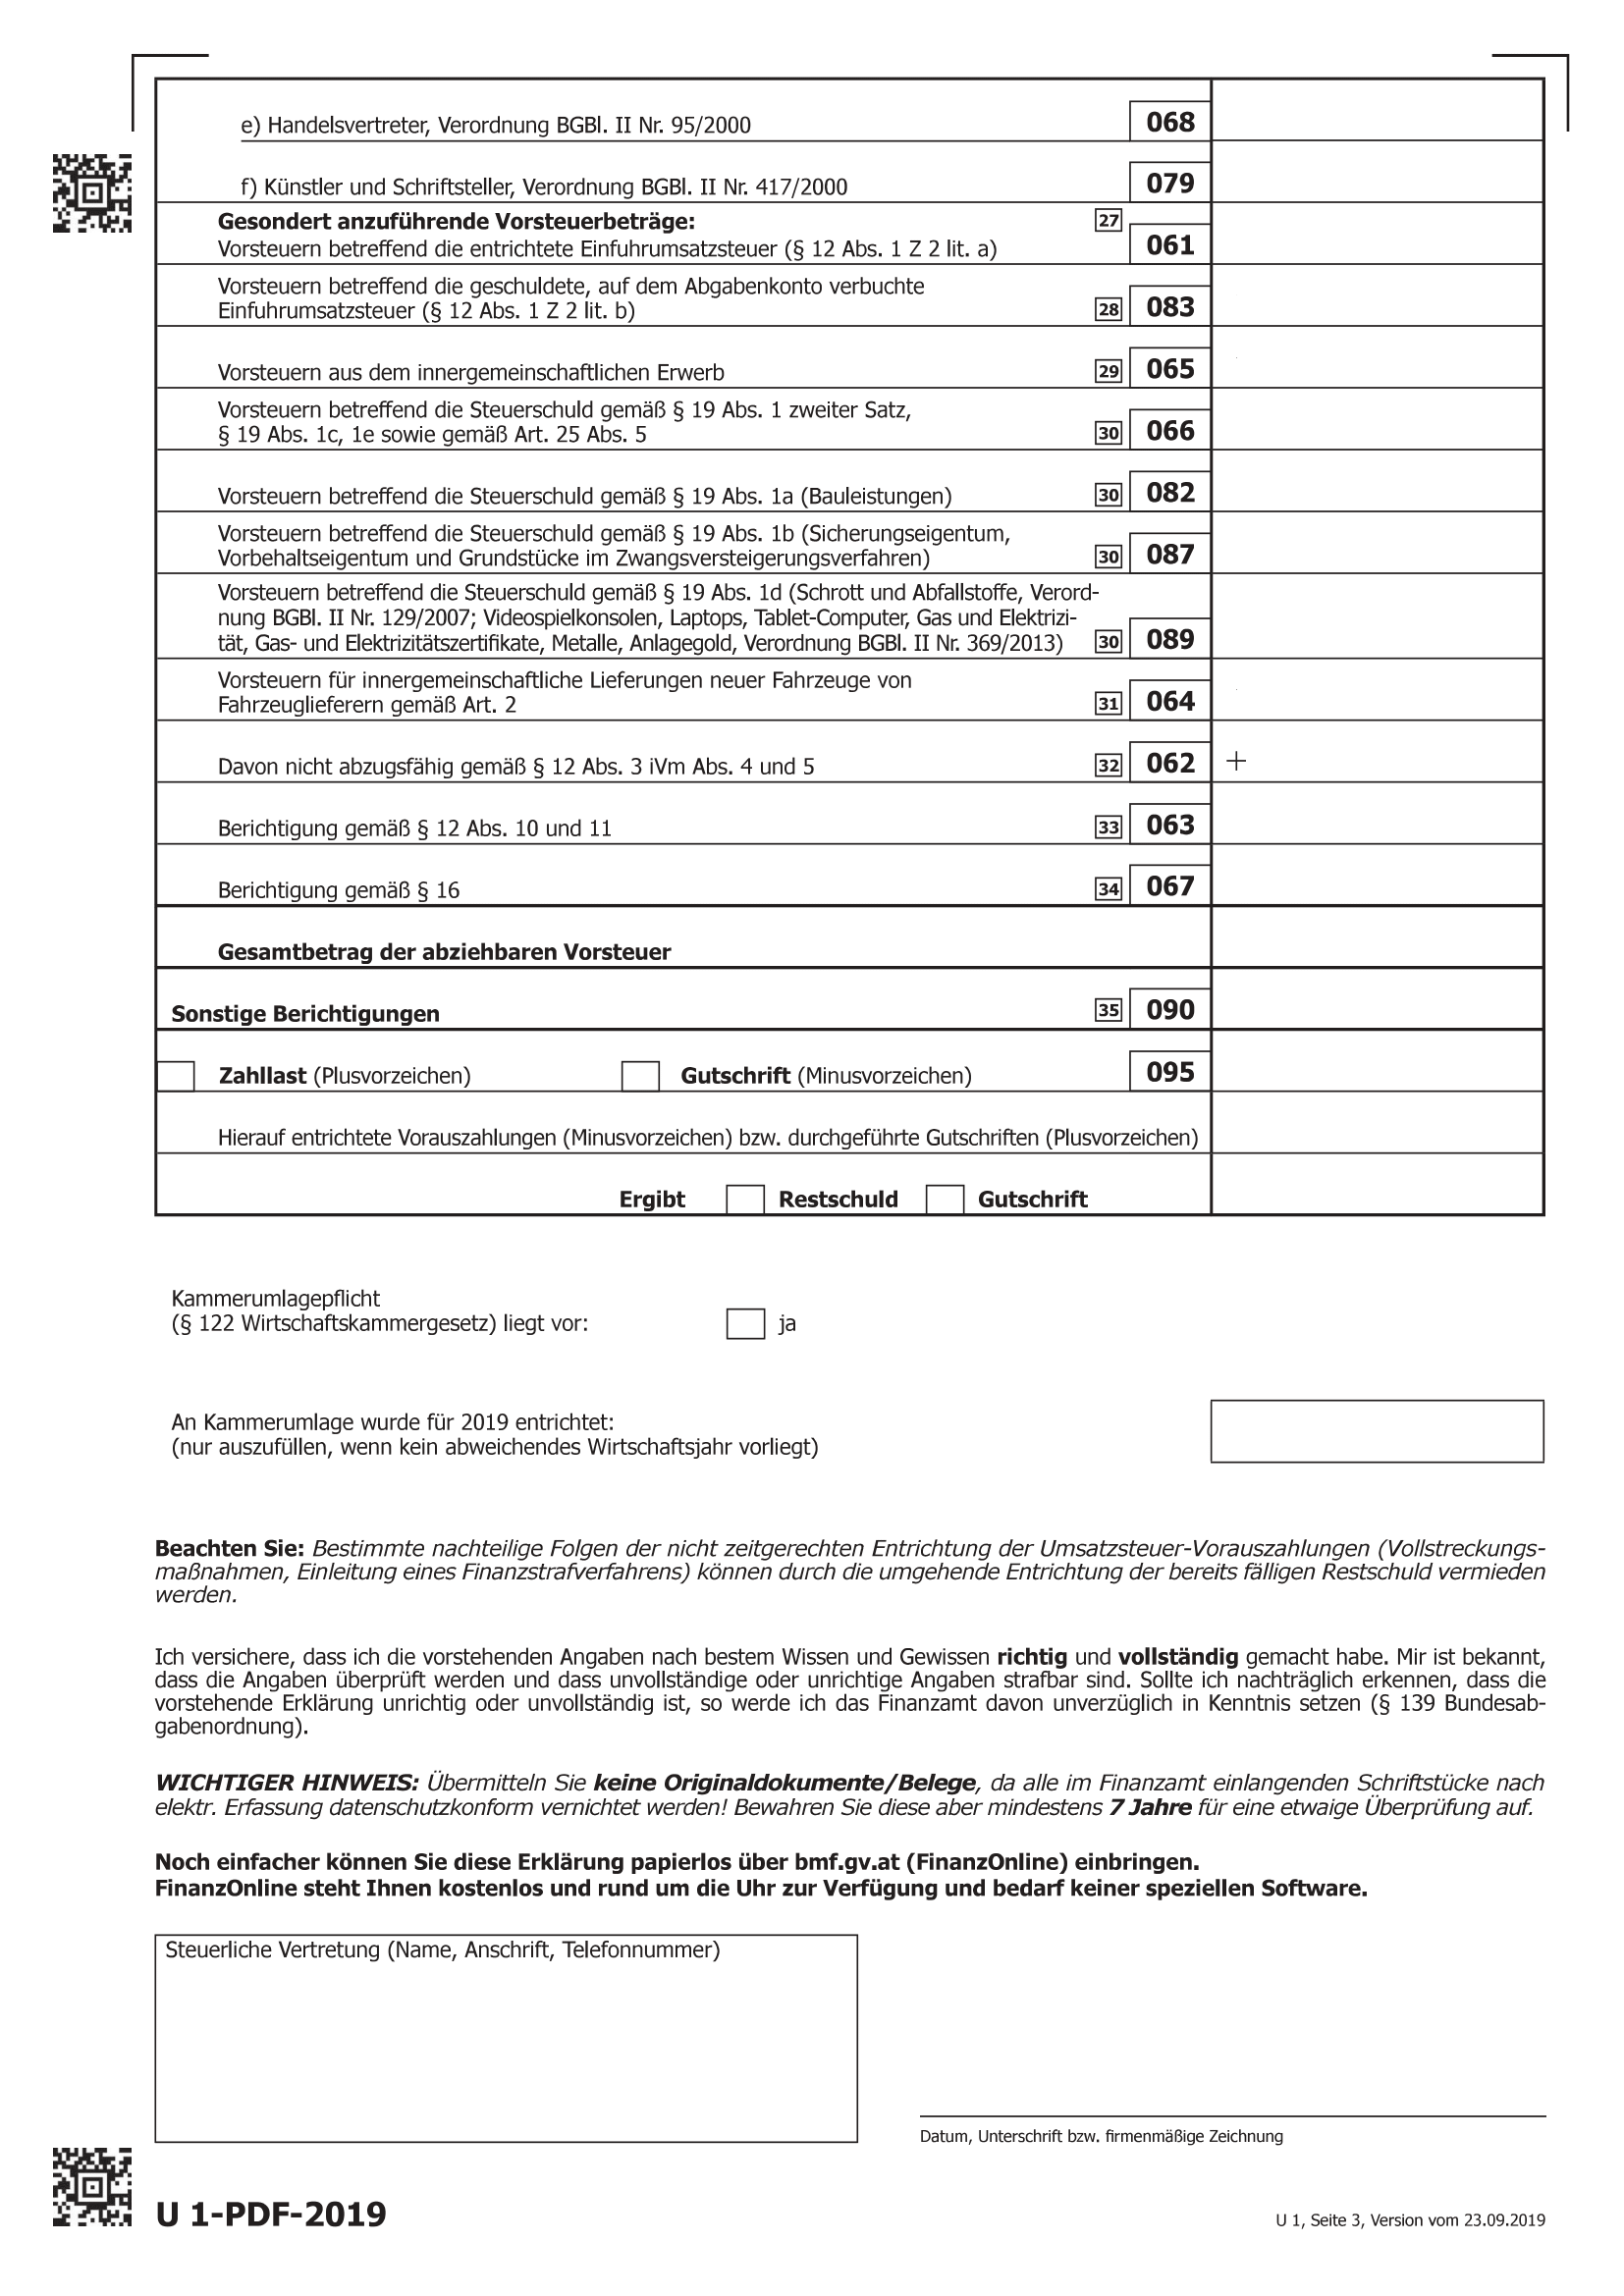 e) Handelsvertreter, Verordnung BGBl. II Nr. 95/2000 068
f) Künstler und Schriftsteller, Verordnung BGBl. II Nr. 417/2000 079
Gesondert anzuführende Vorsteuerbeträge: 27
Vorsteuern betreffend die entrichtete Einfuhrumsatzsteuer (§ 12 Abs. 1 Z 2 lit. a) 061
Vorsteuern betreffend die geschuldete, auf dem Abgabenkonto verbuchte
Einfuhrumsatzsteuer (§ 12 Abs. 1 Z 2 lit. b) 28 083
Vorsteuern aus dem innergemeinschaftlichen Erwerb 29 065
Vorsteuern betreffend die Steuerschuld gemäß § 19 Abs. 1 zweiter Satz,
§ 19 Abs. 1c, 1e sowie gemäß Art. 25 Abs. 5 30 066
Vorsteuern betreffend die Steuerschuld gemäß § 19 Abs. 1a (Bauleistungen) 30 082
Vorsteuern betreffend die Steuerschuld gemäß § 19 Abs. 1b (Sicherungseigentum,
Vorbehaltseigentum und Grundstücke im Zwangsversteigerungsverfahren) 30 087
Vorsteuern betreffend die Steuerschuld gemäß § 19 Abs. 1d (Schrott und Abfallstoffe, Verord-
nung BGBl. II Nr. 129/2007; Videospielkonsolen, Laptops, Tablet-Computer, Gas und Elektrizi-
tät, Gas- und Elektrizitätszertifikate, Metalle, Anlagegold, Verordnung BGBl. II Nr. 369/2013) 30 089
Vorsteuern für innergemeinschaftliche Lieferungen neuer Fahrzeuge von
Fahrzeuglieferern gemäß Art. 2 31 064
Davon nicht abzugsfähig gemäß § 12 Abs. 3 iVm Abs. 4 und 5 32 062 +
Berichtigung gemäß § 12 Abs. 10 und 11 33 063
Berichtigung gemäß § 16 34 067
Gesamtbetrag der abziehbaren Vorsteuer
Sonstige Berichtigungen 35 090
Zahllast (Plusvorzeichen) Gutschrift (Minusvorzeichen) 095
Hierauf entrichtete Vorauszahlungen (Minusvorzeichen) bzw. durchgeführte Gutschriften (Plusvorzeichen)
Ergibt Restschuld Gutschrift
Kammerumlagepflicht
(§ 122 Wirtschaftskammergesetz) liegt vor: ja
An Kammerumlage wurde für 2019 entrichtet:
(nur auszufüllen, wenn kein abweichendes Wirtschaftsjahr vorliegt)
Beachten Sie: Bestimmte nachteilige Folgen der nicht zeitgerechten Entrichtung der Umsatzsteuer-Vorauszahlungen (Vollstreckungs-
maßnahmen, Einleitung eines Finanzstrafverfahrens) können durch die umgehende Entrichtung der bereits fälligen Restschuld vermieden
werden.
Ich versichere, dass ich die vorstehenden Angaben nach bestem Wissen und Gewissen richtig und vollständig gemacht habe. Mir ist bekannt,
dass die Angaben überprüft werden und dass unvollständige oder unrichtige Angaben strafbar sind. Sollte ich nachträglich erkennen, dass die
vorstehende Erklärung unrichtig oder unvollständig ist, so werde ich das Finanzamt davon unverzüglich in Kenntnis setzen (§ 139 Bundesab-
gabenordnung).
WICHTIGER HINWEIS: Übermitteln Sie keine Originaldokumente/Belege, da alle im Finanzamt einlangenden Schriftstücke nach
elektr. Erfassung datenschutzkonform vernichtet werden! Bewahren Sie diese aber mindestens 7 Jahre für eine etwaige Überprüfung auf.
Noch einfacher können Sie diese Erklärung papierlos über bmf.gv.at (FinanzOnline) einbringen.
FinanzOnline steht Ihnen kostenlos und rund um die Uhr zur Verfügung und bedarf keiner speziellen Software.
Steuerliche Vertretung (Name, Anschrift, Telefonnummer)
Datum, Unterschrift bzw. firmenmäßige Zeichnung
U 1-PDF-2019
U 1, Seite 3, Version vom 23.09.2019